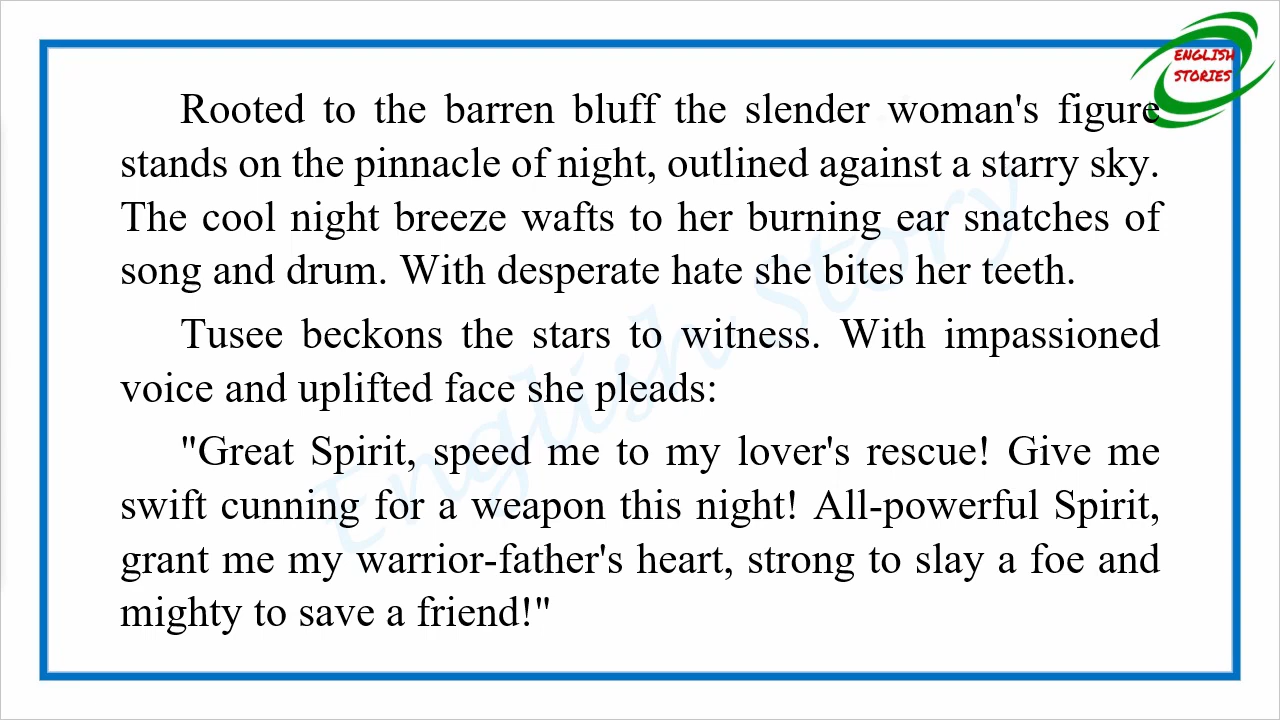 ENGLISH
STORIES
Rooted to the barren bluff the slender woman's figure
stands on the pinnacle of night, outlined against a starry sky.
The cool night breeze wafts to her burning ear snatches of
song and drum. With desperate hate she bites her teeth.
Tusee beckons the stars to witness. With impassioned
voice and uplifted face she pleads:
"Great Spirit, speed me to my lover's rescue! Give me
swift cunning for a weapon this night! All-powerful Spirit,
grant me my warrior-father's heart, strong to slay a foe and
mighty to save a friend!"
English Story